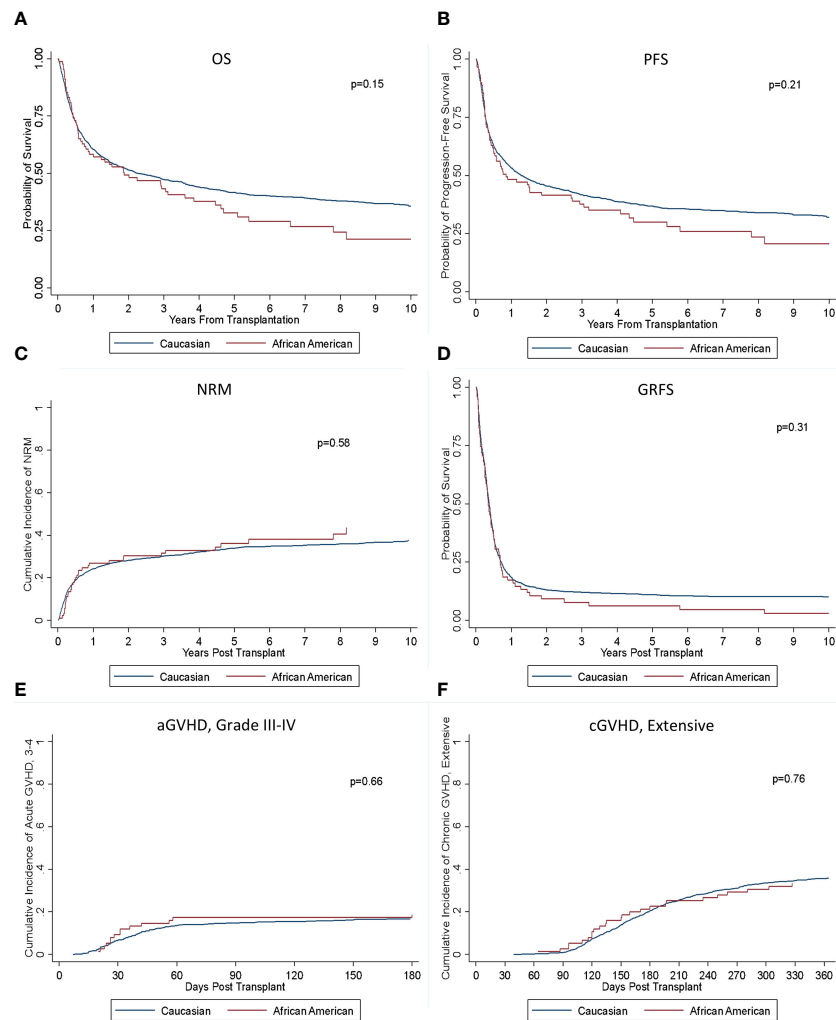 A
OS
p=0.15
Probability of Survival
1.00
0.75
0.50
0.25
0.00
0 1 2 3 4 5 6 7 8 9 10
Years From Transplantation
Caucasian African American
B
PFS
p=0.21
Probability of Progression-Free Survival
1.00
0.75
0.50
0.25
0.00
0 1 2 3 4 5 6 7 8 9 10
Years From Transplantation
Caucasian African American
C
NRM
p=0.58
Cumulative Incidence of NRM
1
.8
.6
.4
.2
0
0 1 2 3 4 5 6 7 8 9 10
Years Post Transplant
Caucasian African American
D
GRFS
p=0.31
Probability of Survival
1.00
0.75
0.50
0.25
0.00
0 1 2 3 4 5 6 7 8 9 10
Years Post Transplant
Caucasian African American
E
aGVHD, Grade III-IV
p=0.66
Cumulative Incidence of Acute GVHD, 3-4
1
.8
.6
.4
.2
0
0 30 60 90 120 150 180
Days Post Transplant
Caucasian African American
F
cGVHD, Extensive
p=0.76
Cumulative Incidence of Chronic GVHD, Extensive
1
.8
.6
.4
.2
0
0 30 60 90 120 150 180 210 240 270 300 330 360
Days Post Transplant
Caucasian African American